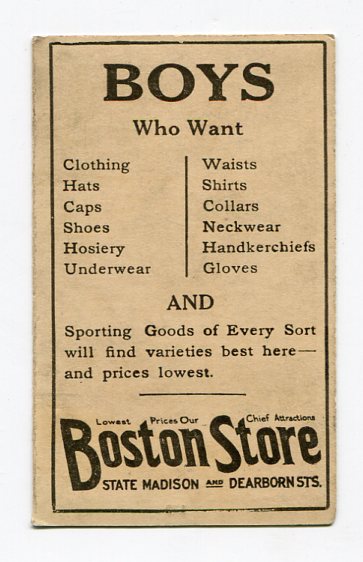 BOYS
Who Want
Clothing
Hats
Caps
Shoes
Hosiery
Underwear
Waists
Shirts
Collars
Neckwear
Handkerchiefs
Gloves
AND
Sporting Goods of Every Sort
will find varieties best here—
and prices lowest.
Lowest Prices Our Chief Attractions
Boston Store
STATE MADISON AND DEARBORN STS.